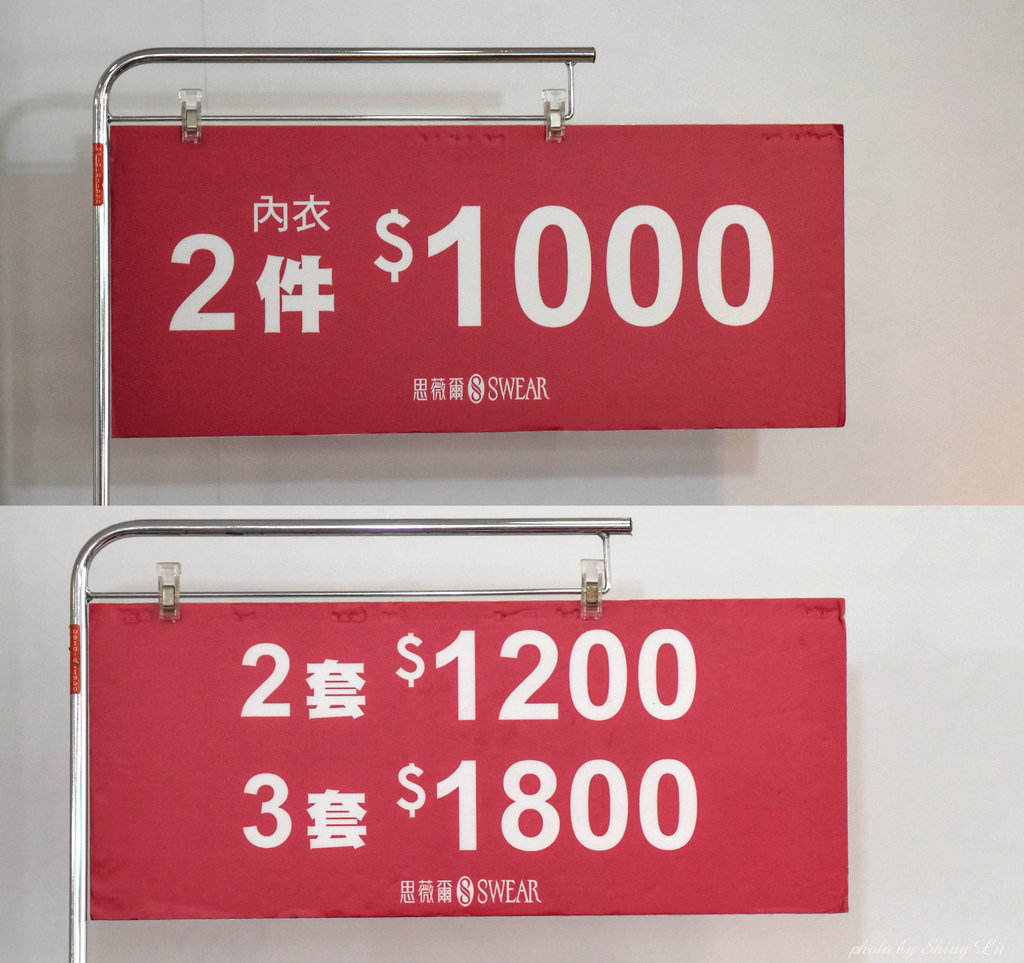 內衣
2件 $1000
思薇爾 SWEAR
2套 $1200
3套 $1800
思薇爾 SWEAR
photo by Shiny Lu